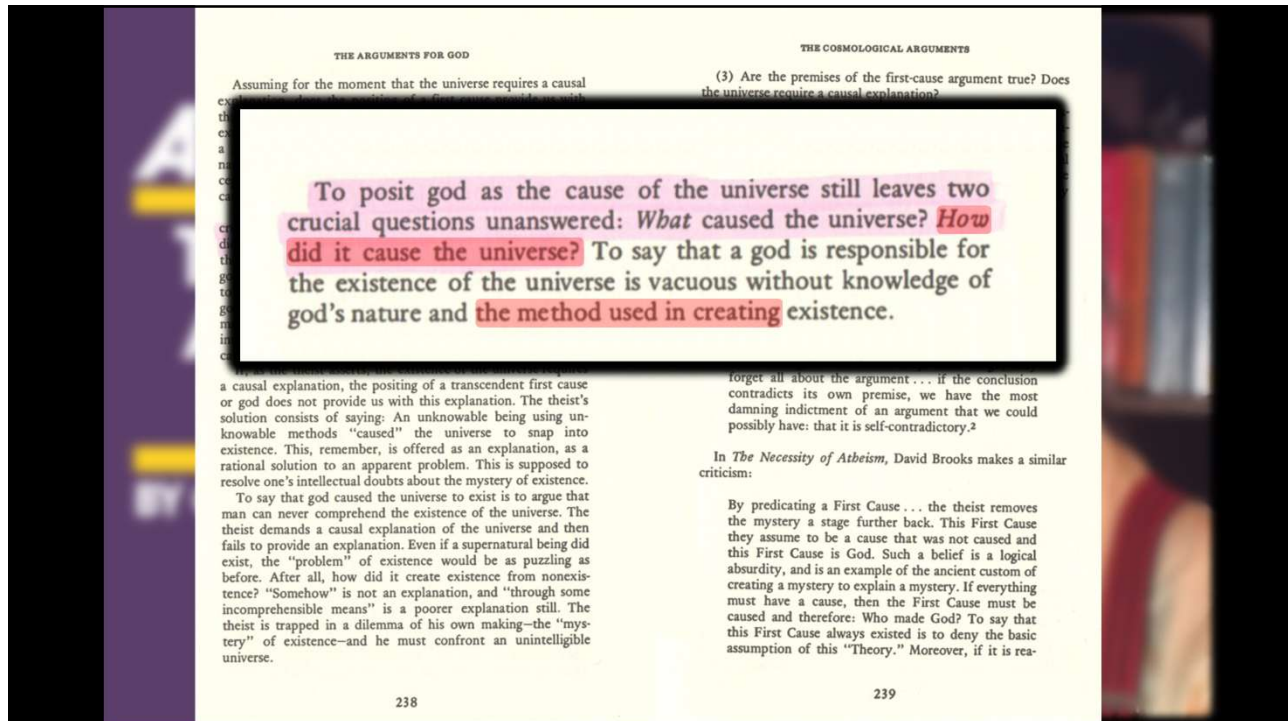 THE ARGUMENTS FOR GOD
Assuming for the moment that the universe requires a causal
To posit god as the cause of the universe still leaves two
crucial questions unanswered: What caused the universe? How
did it cause the universe? To say that a god is responsible for
the existence of the universe is vacuous without knowledge of
god's nature and the method used in creating existence.
a causal explanation, the positing of a transcendent first cause
or god does not provide us with this explanation. The theist's
solution consists of saying: An unknowable being using un-
knowable methods "caused" the universe to snap into
existence. This, remember, is offered as an explanation, as a
rational solution to an apparent problem. This is supposed to
resolve one's intellectual doubts about the mystery of existence.
To say that god caused the universe to exist is to argue that
man can never comprehend the existence of the universe. The
theist demands a causal explanation of the universe and then
fails to provide an explanation. Even if a supernatural being did
exist, the "problem" of existence would be as puzzling as
before. After all, how did it create existence from nonexis-
tence? "Somehow" is not an explanation, and "through some
incomprehensible means" is a poorer explanation still. The
theist is trapped in a dilemma of his own making—the "mys-
tery" of existence—and he must confront an unintelligible
universe.
238
THE COSMOLOGICAL ARGUMENTS
(3) Are the premises of the first-cause argument true? Does
the universe require a causal explanation?
forget all about the argument . . . if the conclusion
contradicts its own premise, we have the most
damning indictment of an argument that we could
possibly have: that it is self-contradictory.²
In The Necessity of Atheism, David Brooks makes a similar
criticism:
By predicating a First Cause . . . the theist removes
the mystery a stage further back. This First Cause
they assume to be a cause that was not caused and
this First Cause is God. Such a belief is a logical
absurdity, and is an example of the ancient custom of
creating a mystery to explain a mystery. If everything
must have a cause, then the First Cause must be
caused and therefore: Who made God? To say that
this First Cause always existed is to deny the basic
assumption of this "Theory." Moreover, if it is rea-
239